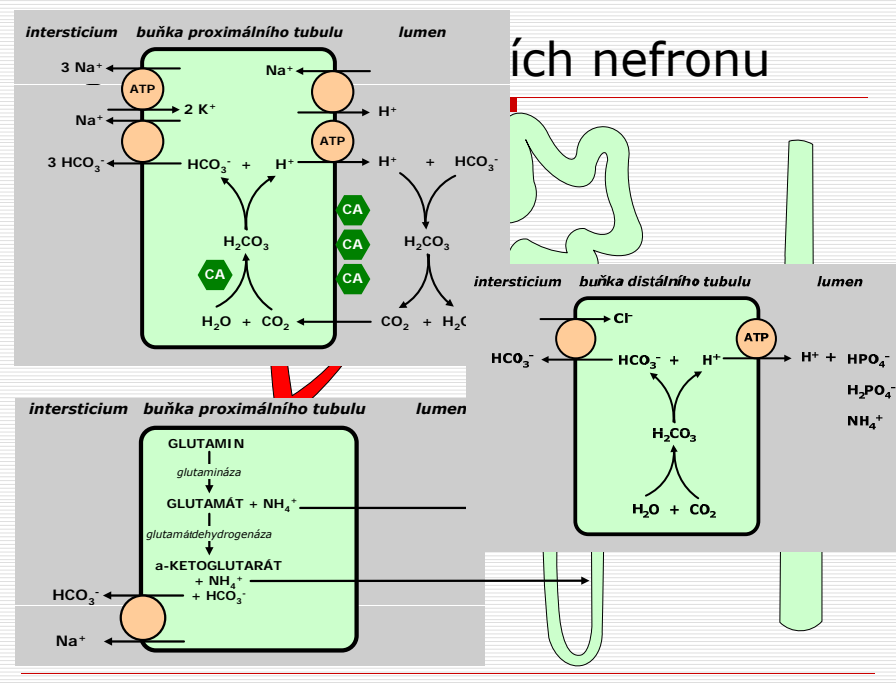 ích nefronu
intersticium buňka proximálního tubulu lumen
3 Na⁺ Na⁺
ATP
2 K⁺ H⁺
Na⁺
ATP
3 HCO₃⁻ HCO₃⁻ + H⁺ H⁺ + HCO₃⁻
CA
H₂CO₃ CA H₂CO₃
CA CA
H₂O + CO₂ CO₂ + H₂O
intersticium buňka distálního tubulu lumen
Cl⁻
ATP
HCO₃⁻ HCO₃⁻ + H⁺ H⁺ + HPO₄⁻
H₂PO₄⁻
NH₄⁺
H₂CO₃
H₂O + CO₂
intersticium buňka proximálního tubulu lumen
GLUTAMIN
glutamináza
GLUTAMÁT + NH₄⁺
glutamátdehydrogenáza
a-KETOGLUTARÁT
+ NH₄⁺
HCO₃⁻ + HCO₃⁻
Na⁺